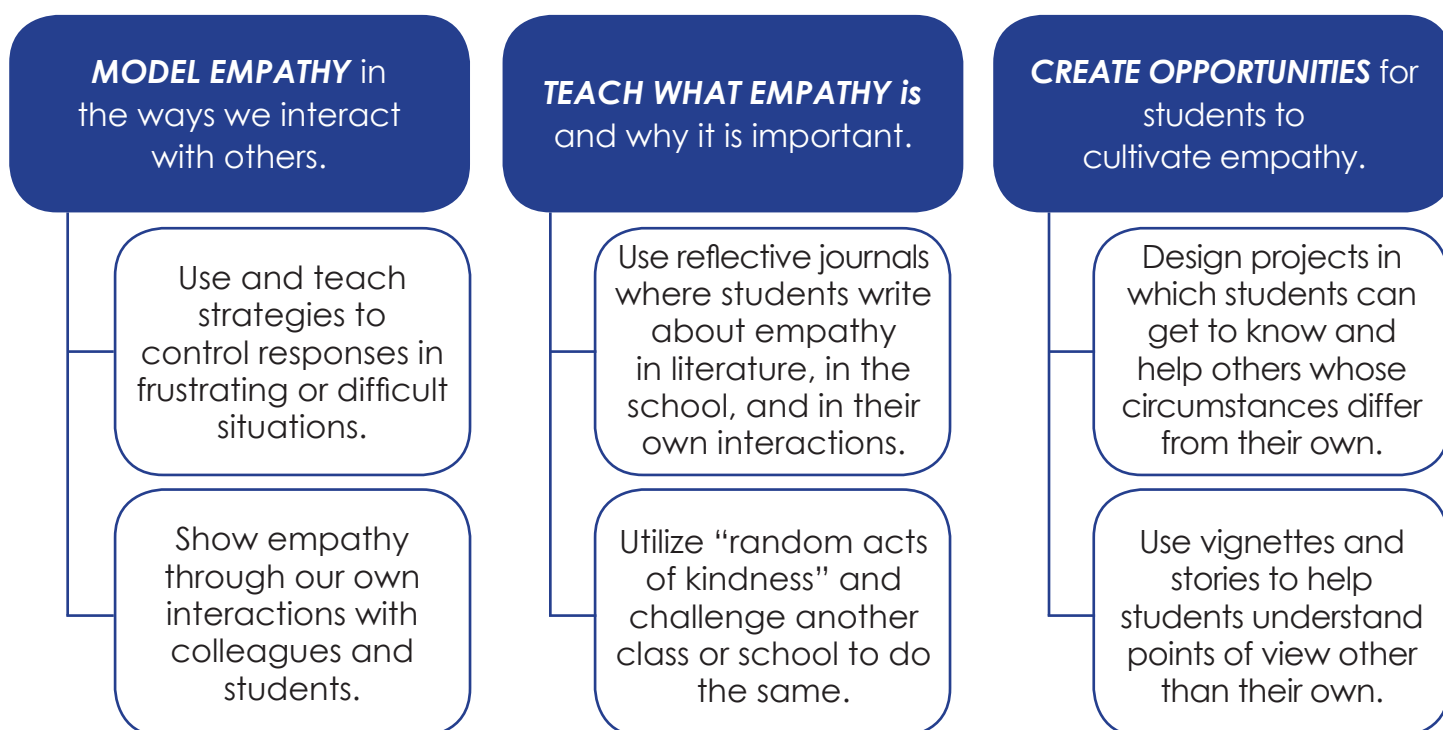 MODEL EMPATHY in
the ways we interact
with others.
Use and teach
strategies to
control responses in
frustrating or difficult
situations.
Show empathy
through our own
interactions with
colleagues and
students.
TEACH WHAT EMPATHY is
and why it is important.
Use reflective journals
where students write
about empathy
in literature, in the
school, and in their
own interactions.
Utilize “random acts
of kindness” and
challenge another
class or school to do
the same.
CREATE OPPORTUNITIES for
students to
cultivate empathy.
Design projects in
which students can
get to know and
help others whose
circumstances differ
from their own.
Use vignettes and
stories to help
students understand
points of view other
than their own.